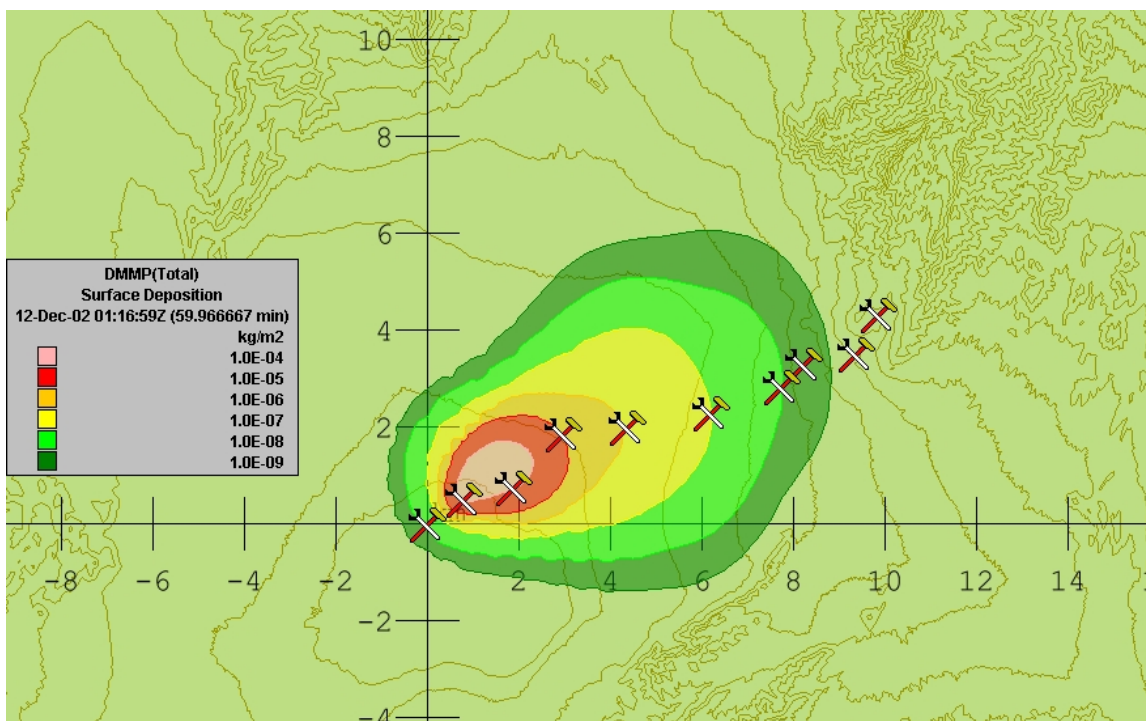 10
8
6
4
2
-2
-4
-8
-6
-4
-2
2
4
6
8
10
12
14
DMMP(Total)
Surface Deposition
12-Dec-02 01:16:59Z (59.966667 min)
kg/m2
1.0E-04
1.0E-05
1.0E-06
1.0E-07
1.0E-08
1.0E-09